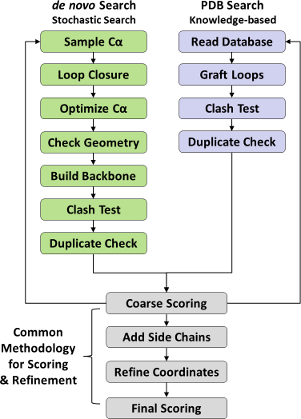 de novo Search
Stochastic Search
Sample Cα
Loop Closure
Optimize Cα
Check Geometry
Build Backbone
Clash Test
Duplicate Check
PDB Search
Knowledge-based
Read Database
Graft Loops
Clash Test
Duplicate Check
Coarse Scoring
Add Side Chains
Refine Coordinates
Final Scoring
Common
Methodology
for Scoring
& Refinement